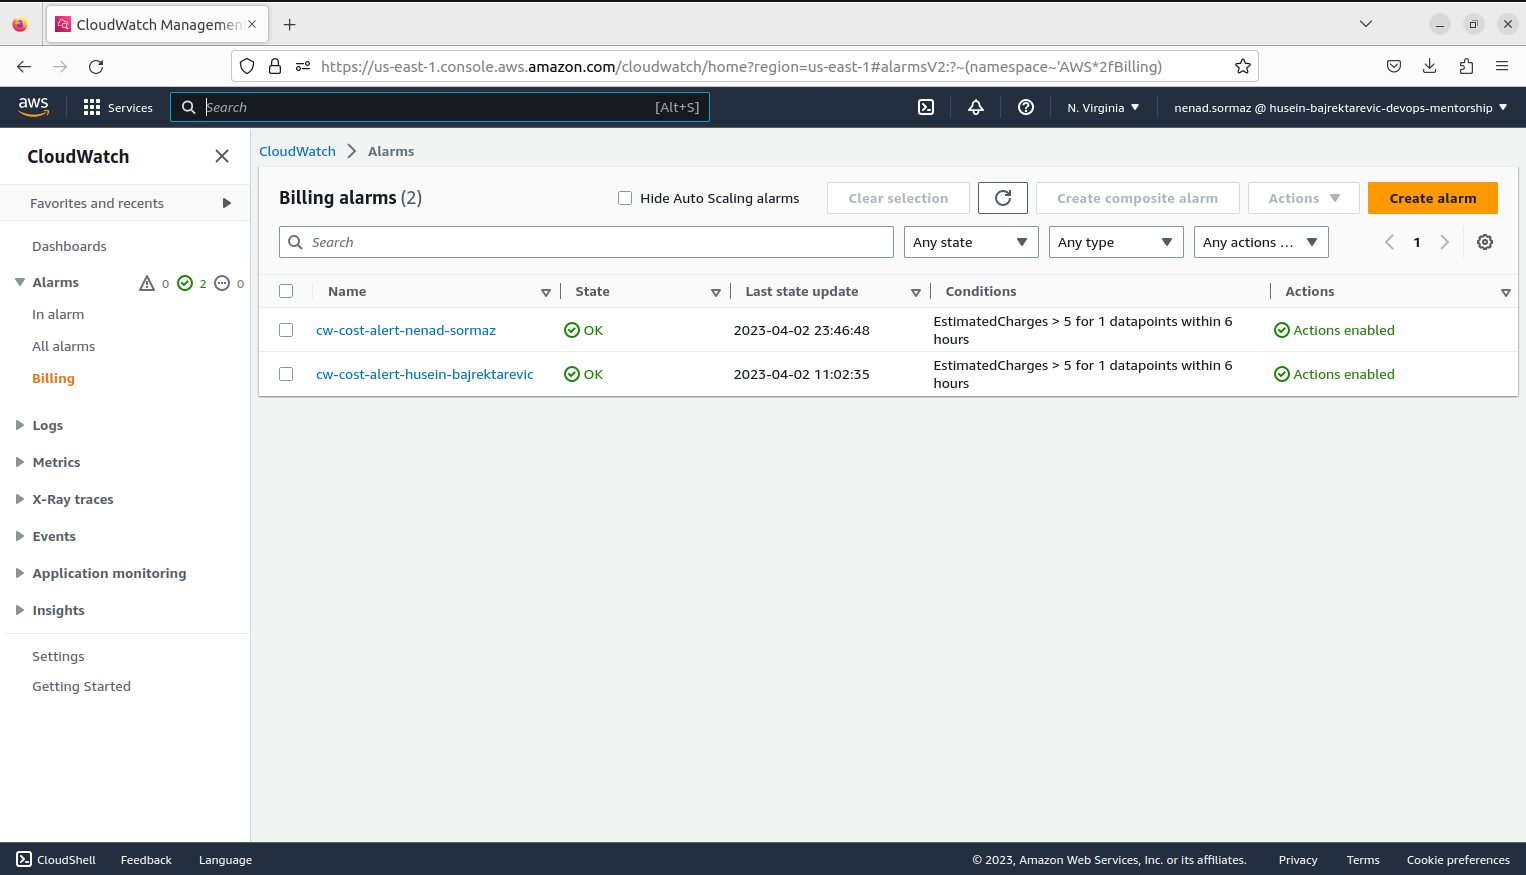 CloudWatch Managemen
https://us-east-1.console.aws.amazon.com/cloudwatch/home?region=us-east-1#alarmsV2:?~(namespace~'AWS*2fBilling)
aws
Services
Search
[Alt+S]
N. Virginia
nenad.sormaz @ husein-bajrektarevic-devops-mentorship
CloudWatch
Favorites and recents
Dashboards
Alarms 0 2 0
In alarm
All alarms
Billing
Logs
Metrics
X-Ray traces
Events
Application monitoring
Insights
Settings
Getting Started
CloudWatch Alarms
Billing alarms (2)
Hide Auto Scaling alarms
Clear selection
Create composite alarm
Actions
Create alarm
Search
Any state
Any type
Any actions ...
1
Name State Last state update Conditions Actions
cw-cost-alert-nenad-sormaz OK 2023-04-02 23:46:48 EstimatedCharges > 5 for 1 datapoints within 6 Actions enabled
hours
cw-cost-alert-husein-bajrektarevic OK 2023-04-02 11:02:35 EstimatedCharges > 5 for 1 datapoints within 6 Actions enabled
hours
CloudShell Feedback Language © 2023, Amazon Web Services, Inc. or its affiliates. Privacy Terms Cookie preferences